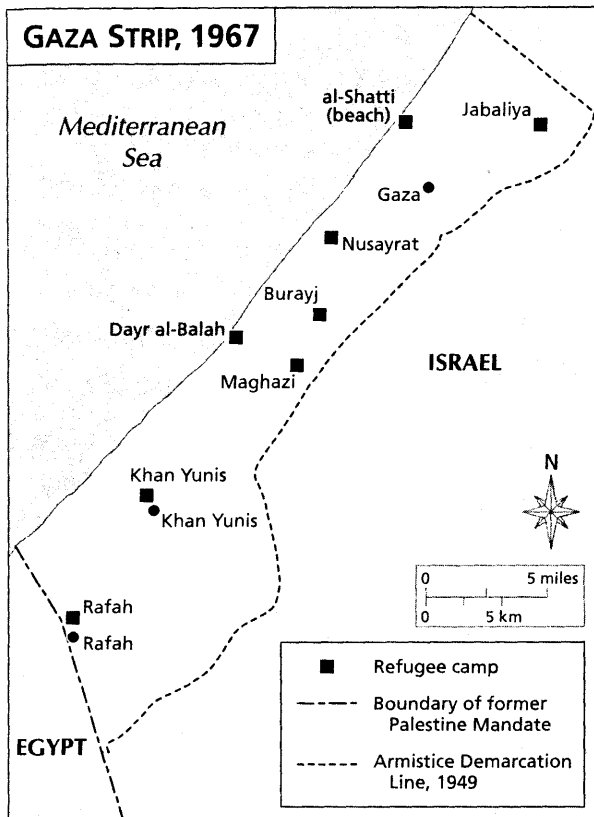 GAZA STRIP, 1967
al-Shatti
(beach)
Jabaliya
Mediterranean
Sea
Gaza
Nusayrat
Burayj
Dayr al-Balah
Maghazi
ISRAEL
Khan Yunis
Khan Yunis
N
0 5 miles
0 5 km
Rafah
Rafah
EGYPT
Refugee camp
Boundary of former
Palestine Mandate
Armistice Demarcation
Line, 1949